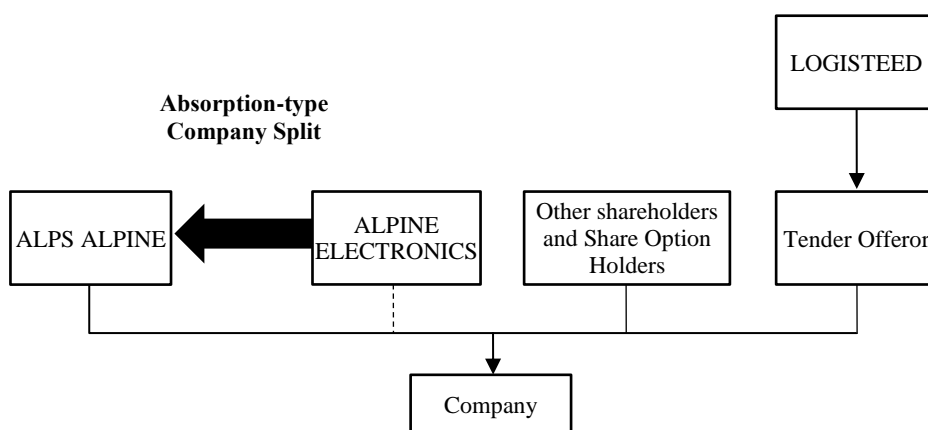 LOGISTEED
Absorption-type
Company Split
ALPS ALPINE
ALPINE
ELECTRONICS
Other shareholders
and Share Option
Holders
Tender Offeror
Company